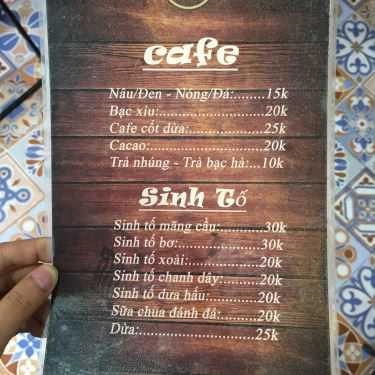 cafe
Nâu/Đen - Nóng/Đá:........15k
Bạc xỉu:............................20k
Cafe cốt dừa:....................25k
Cacao:..............................20k
Trà nhúng - Trà bạc hà:...10k
Sinh Tố
Sinh tố mãng cầu:...........30k
Sinh tố bơ:......................30k
Sinh tố xoài:....................20k
Sinh tố chanh dây:..........20k
Sinh tố dưa hấu:..............20k
Sữa chua đánh đá:...........20k
Dừa:................................25k